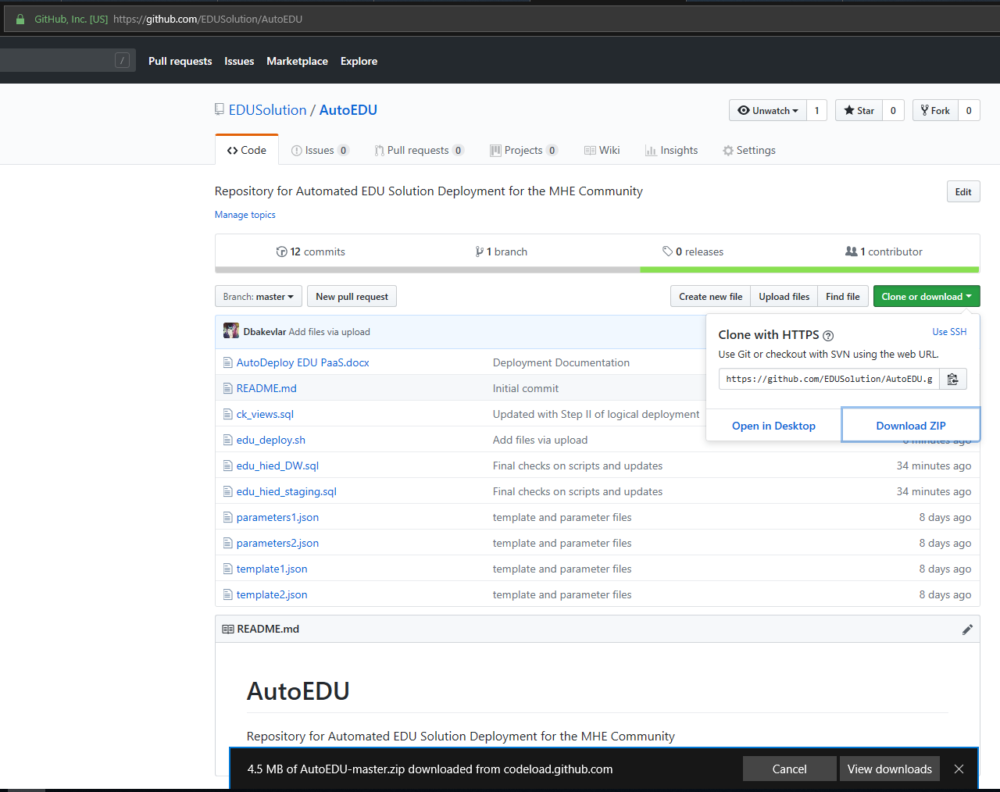 GitHub, Inc. [US] https://github.com/EDUSolution/AutoEDU
/ Pull requests Issues Marketplace Explore
EDUSolution / AutoEDU Unwatch 1 Star 0 Fork 0
Code Issues 0 Pull requests 0 Projects 0 Wiki Insights Settings
Repository for Automated EDU Solution Deployment for the MHE Community Edit
Manage topics
12 commits 1 branch 0 releases 1 contributor
Branch: master New pull request Create new file Upload files Find file Clone or download
Dbakevlar Add files via upload
Clone with HTTPS ? Use SSH
Use Git or checkout with SVN using the web URL.
https://github.com/EDUSolution/AutoEDU.g
Open in Desktop Download ZIP
AutoDeploy EDU PaaS.docx Deployment Documentation
README.md Initial commit
ck_views.sql Updated with Step II of logical deployment
edu_deploy.sh Add files via upload minutes ago
edu_hied_DW.sql Final checks on scripts and updates 34 minutes ago
edu_hied_staging.sql Final checks on scripts and updates 34 minutes ago
parameters1.json template and parameter files 8 days ago
parameters2.json template and parameter files 8 days ago
template1.json template and parameter files 8 days ago
template2.json template and parameter files 8 days ago
README.md
AutoEDU
Repository for Automated EDU Solution Deployment for the MHE Community
4.5 MB of AutoEDU-master.zip downloaded from codeload.github.com Cancel View downloads